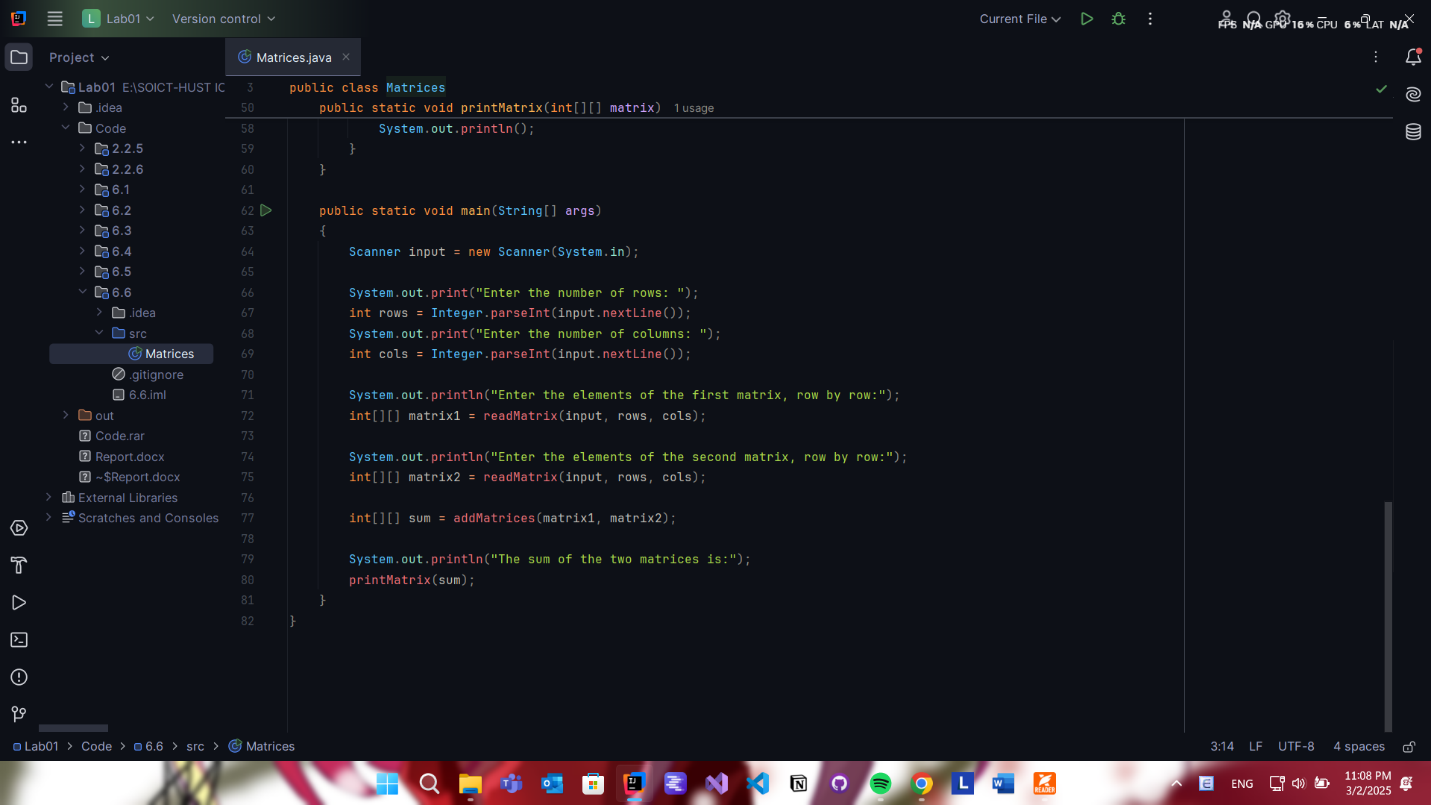 L Lab01 Version control Current File
FPS N/A GPU 16% CPU 6% LAT N/A
Project
Matrices.java
Lab01 E:\SOICT-HUST IC
.idea
Code
2.2.5
2.2.6
6.1
6.2
6.3
6.4
6.5
6.6
.idea
src
Matrices
.gitignore
6.6.iml
out
Code.rar
Report.docx
~$Report.docx
External Libraries
Scratches and Consoles
3 public class Matrices
50 public static void printMatrix(int[][] matrix) 1 usage
58 System.out.println();
59 }
60 }
61
62 public static void main(String[] args)
63 {
64 Scanner input = new Scanner(System.in);
65
66 System.out.print("Enter the number of rows: ");
67 int rows = Integer.parseInt(input.nextLine());
68 System.out.print("Enter the number of columns: ");
69 int cols = Integer.parseInt(input.nextLine());
70
71 System.out.println("Enter the elements of the first matrix, row by row:");
72 int[][] matrix1 = readMatrix(input, rows, cols);
73
74 System.out.println("Enter the elements of the second matrix, row by row:");
75 int[][] matrix2 = readMatrix(input, rows, cols);
76
77 int[][] sum = addMatrices(matrix1, matrix2);
78
79 System.out.println("The sum of the two matrices is:");
80 printMatrix(sum);
81 }
82 }
Lab01 > Code > 6.6 > src > Matrices
3:14 LF UTF-8 4 spaces
L
READER
ENG
11:08 PM
3/2/2025